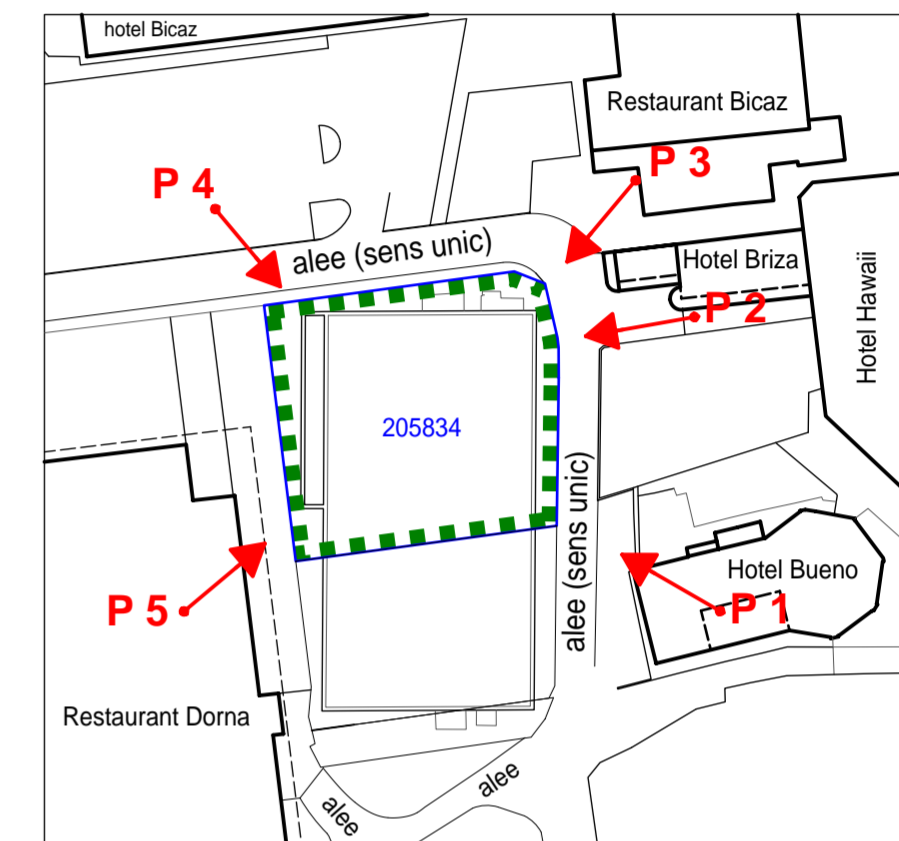 hotel Bicaz
Restaurant Bicaz
P 3
P 4
alee (sens unic)
Hotel Briza
P 2
Hotel Hawaii
205834
alee (sens unic)
Hotel Bueno
P 1
P 5
Restaurant Dorna
alee
alee